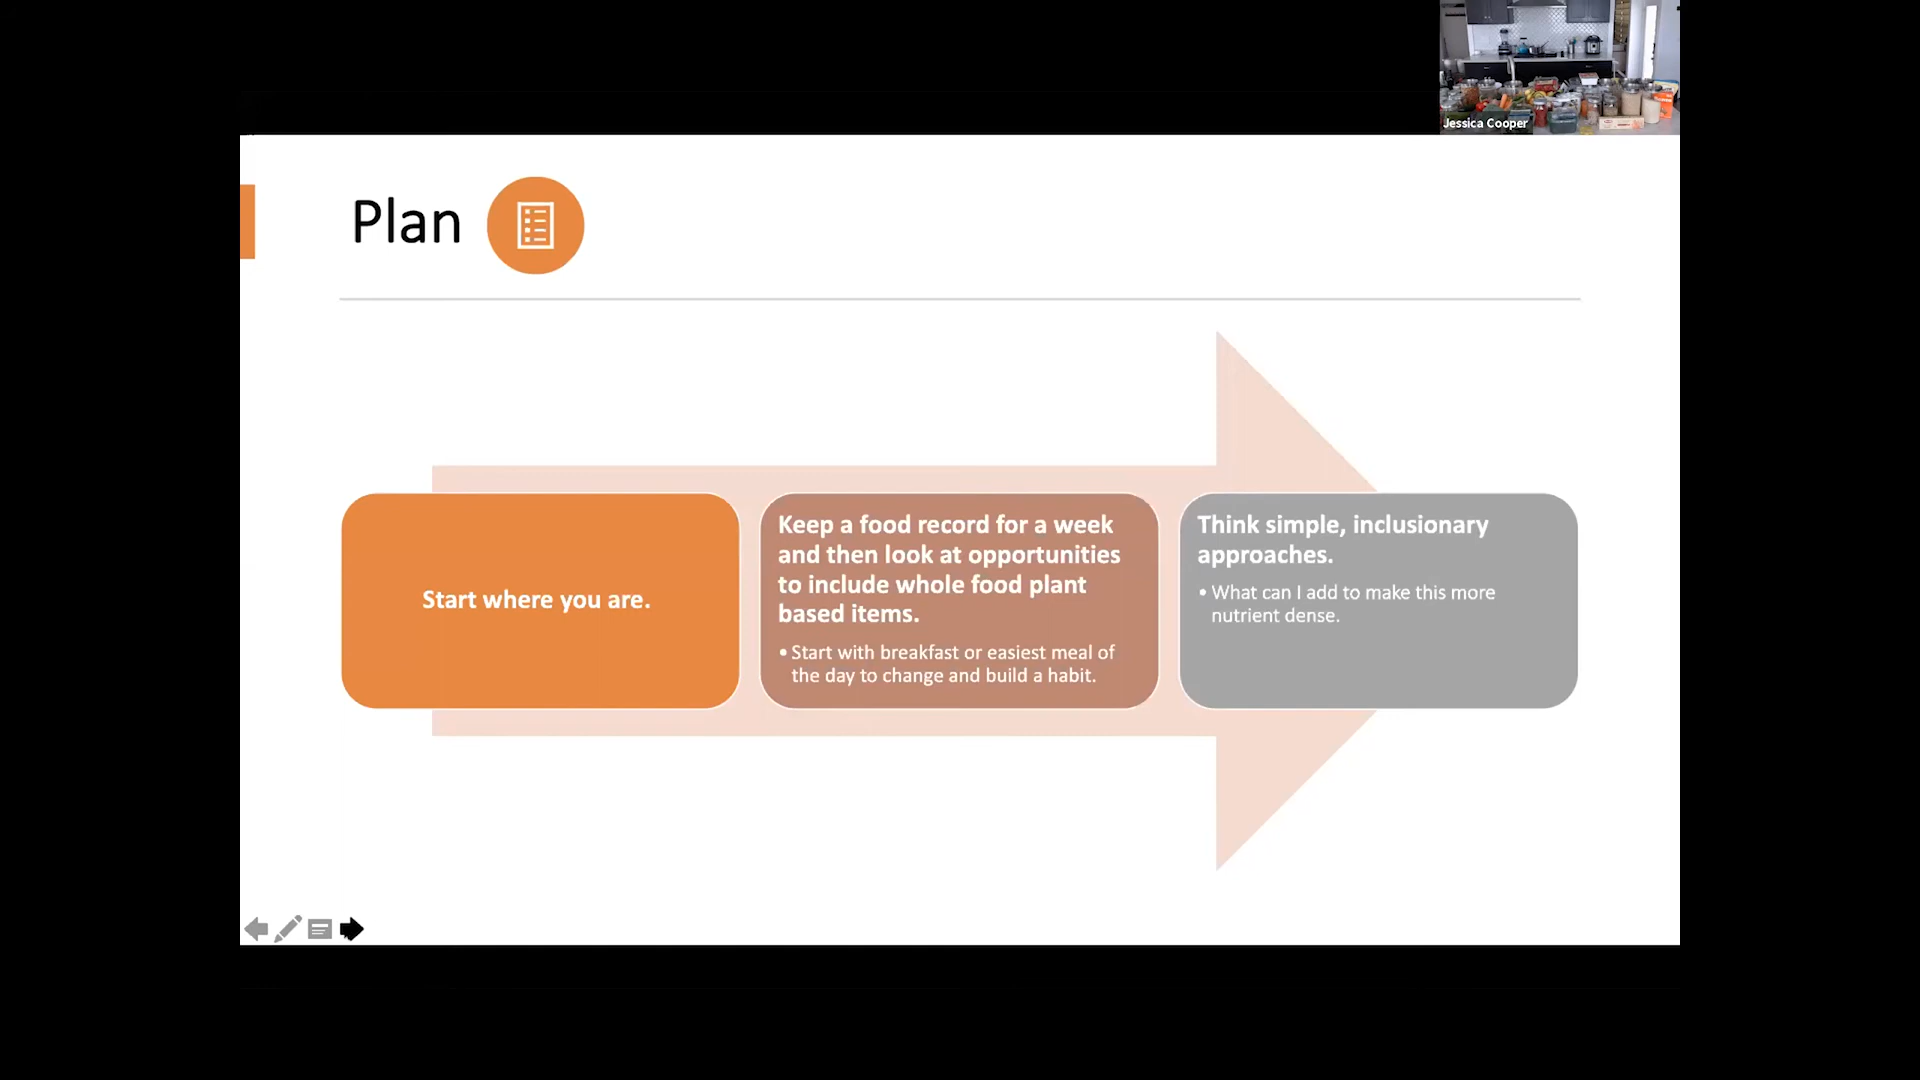 Jessica Cooper
Plan
Start where you are.
Keep a food record for a week
and then look at opportunities
to include whole food plant
based items.
• Start with breakfast or easiest meal of
the day to change and build a habit.
Think simple, inclusionary
approaches.
• What can I add to make this more
nutrient dense.